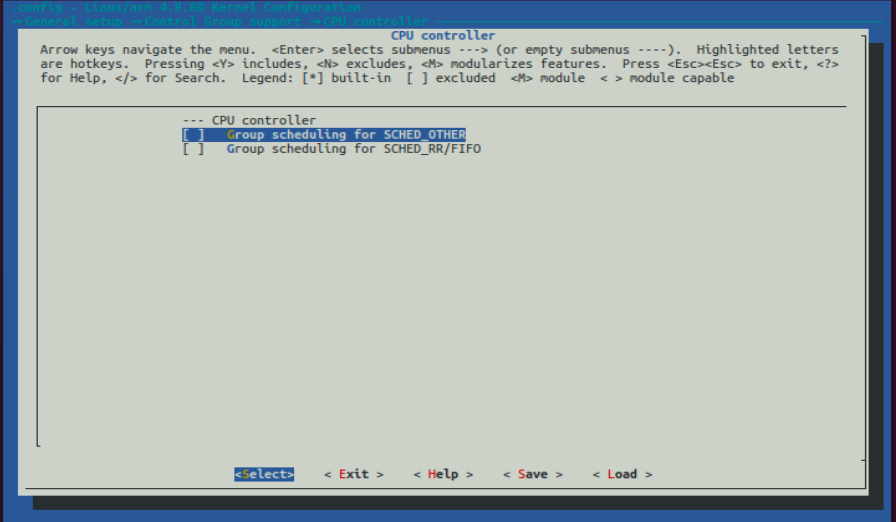 .config - Linux/arm 4.9.80 Kernel Configuration
→General setup →Control Group support →CPU controller
CPU controller
Arrow keys navigate the menu. <Enter> selects submenus ---> (or empty submenus ----). Highlighted letters
are hotkeys. Pressing <Y> includes, <N> excludes, <M> modularizes features. Press <Esc><Esc> to exit, <?>
for Help, </> for Search. Legend: [*] built-in [ ] excluded <M> module < > module capable
--- CPU controller
[ ] Group scheduling for SCHED_OTHER
[ ] Group scheduling for SCHED_RR/FIFO
<Select> < Exit > < Help > < Save > < Load >